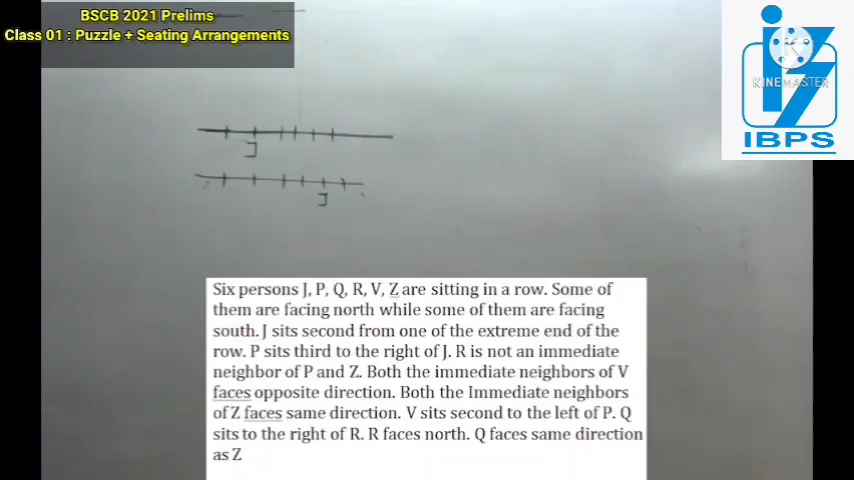 BSCB 2021 Prelims
Class 01 : Puzzle + Seating Arrangements
KINEMASTER
IBPS
J
J
Six persons J, P, Q, R, V, Z are sitting in a row. Some of
them are facing north while some of them are facing
south. J sits second from one of the extreme end of the
row. P sits third to the right of J. R is not an immediate
neighbor of P and Z. Both the immediate neighbors of V
faces opposite direction. Both the Immediate neighbors
of Z faces same direction. V sits second to the left of P. Q
sits to the right of R. R faces north. Q faces same direction
as Z